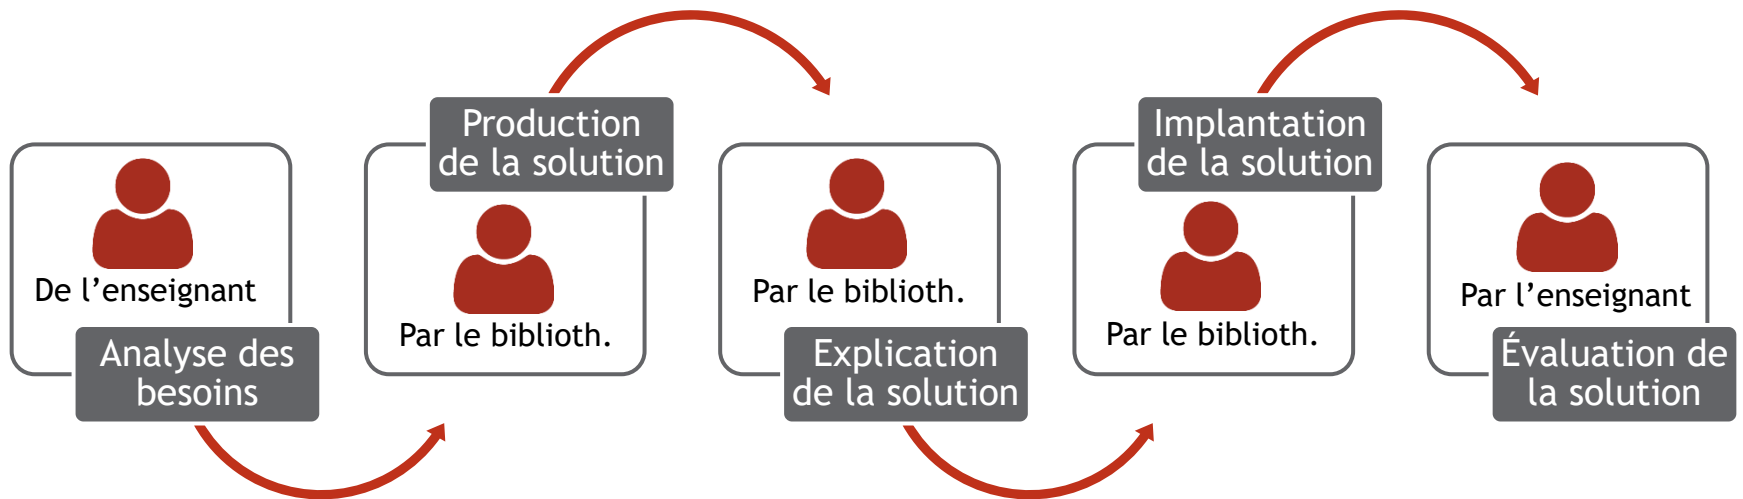 De l’enseignant
Analyse des
besoins
Production
de la solution
Par le biblioth.
Par le biblioth.
Explication
de la solution
Implantation
de la solution
Par le biblioth.
Par l’enseignant
Évaluation de
la solution